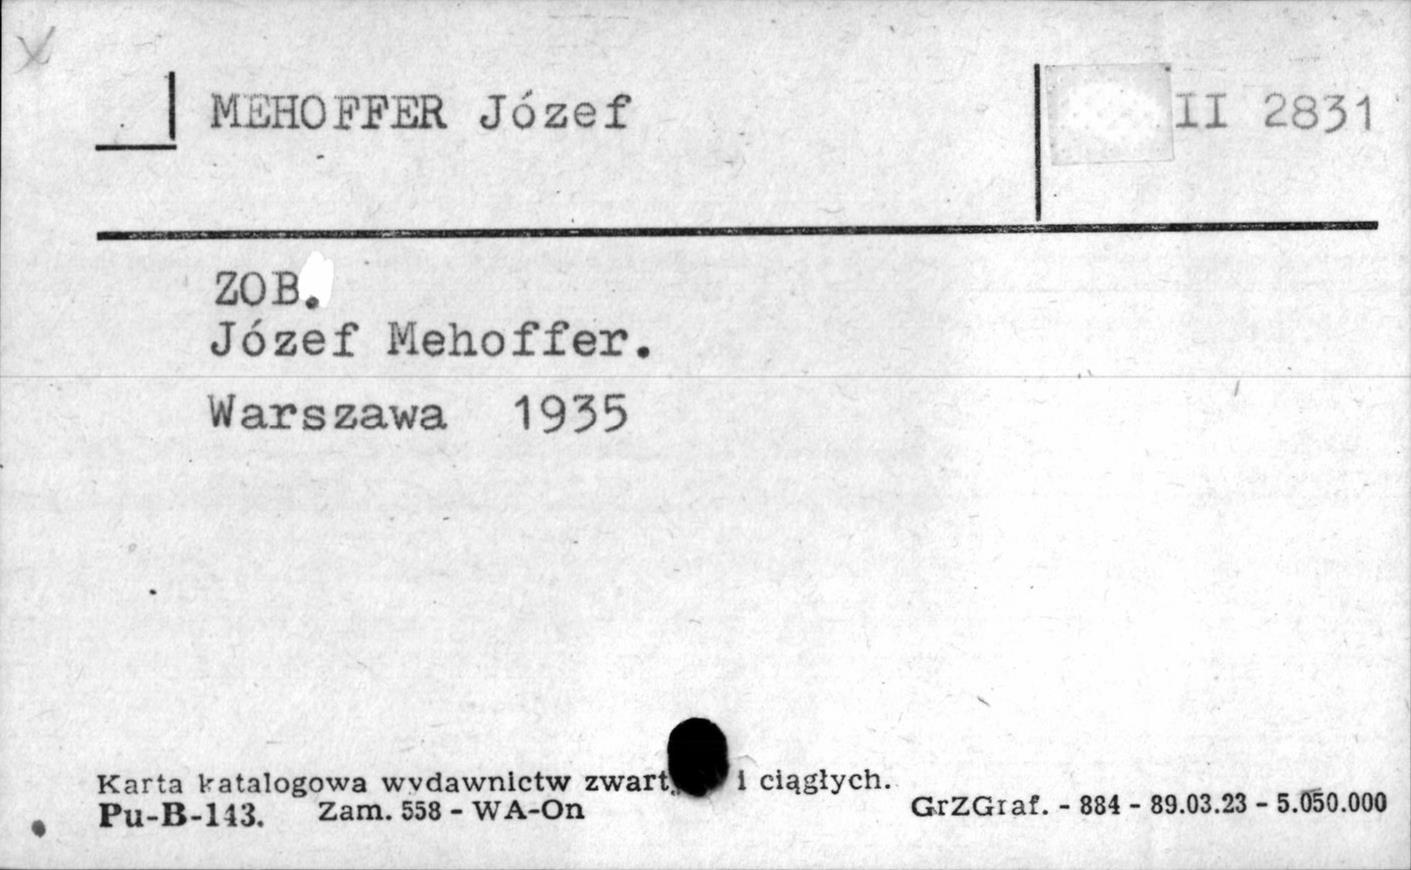 MEHOFFER Józef
II 2831
ZOB.
Józef Mehoffer.
Warszawa 1935
Karta katalogowa wydawnictw zwart i ciągłych.
Pu-B-143. Zam. 558 - WA-On
GrZGraf. - 884 - 89.03.23 - 5.050.000